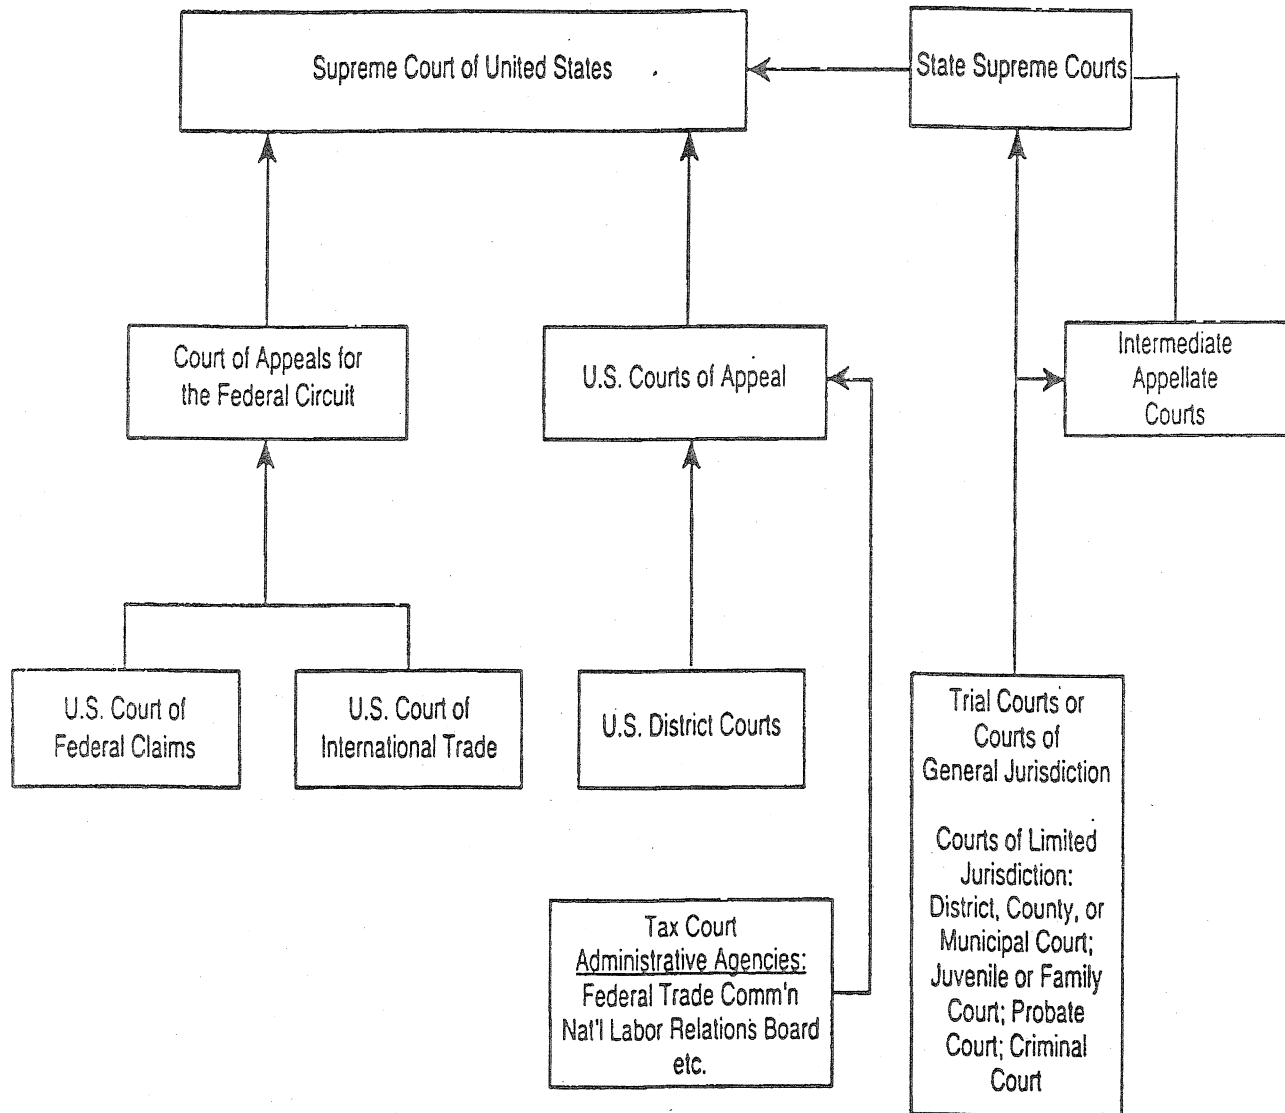 Supreme Court of United States
State Supreme Courts
Court of Appeals for
the Federal Circuit
U.S. Courts of Appeal
Intermediate
Appellate
Courts
U.S. Court of
Federal Claims
U.S. Court of
International Trade
U.S. District Courts
Trial Courts or
Courts of
General Jurisdiction
Courts of Limited
Jurisdiction:
District, County, or
Municipal Court;
Juvenile or Family
Court; Probate
Court; Criminal
Court
Tax Court
Administrative Agencies:
Federal Trade Comm'n
Nat'l Labor Relations Board
etc.